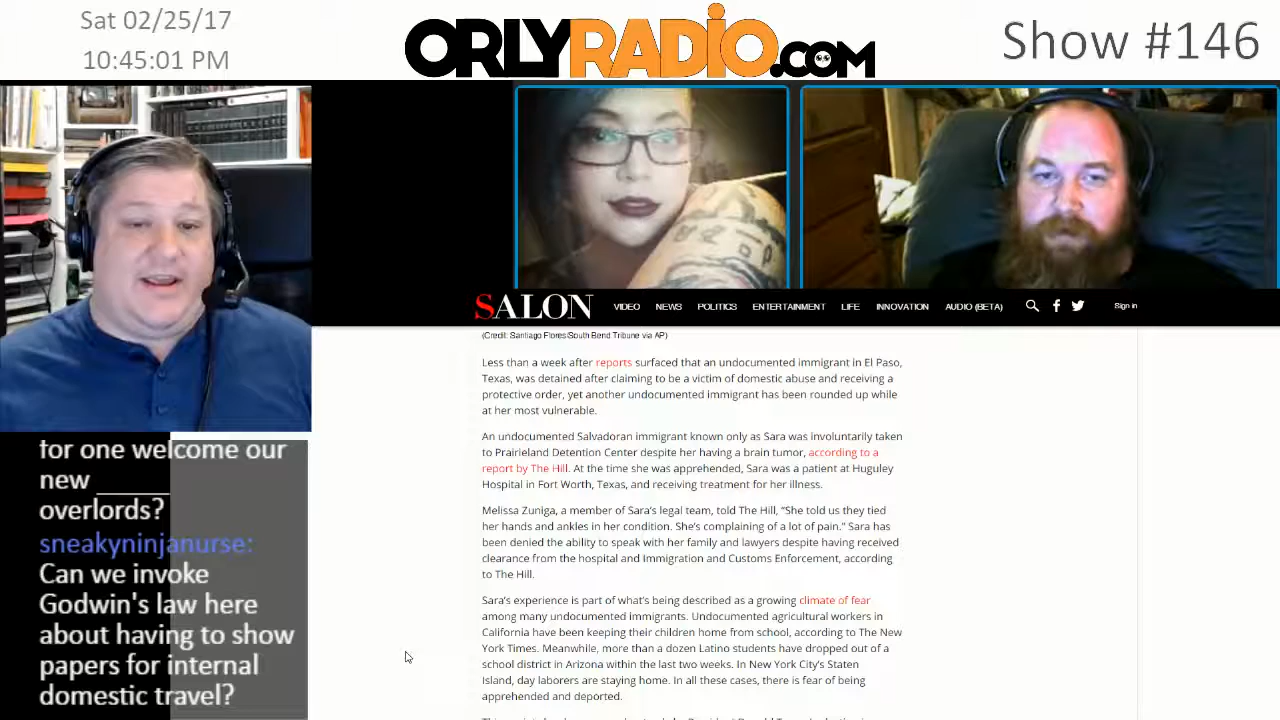 Sat 02/25/17
10:45:01 PM
ORLYRADIO.COM
Show #146
SALON
VIDEO NEWS POLITICS ENTERTAINMENT LIFE INNOVATION AUDIO (BETA) Sign in
(Credit: Santiago Flores/South Bend Tribune via AP)
Less than a week after reports surfaced that an undocumented immigrant in El Paso,
Texas, was detained after claiming to be a victim of domestic abuse and receiving a
protective order, yet another undocumented immigrant has been rounded up while
at her most vulnerable.
An undocumented Salvadoran immigrant known only as Sara was involuntarily taken
to Prairieland Detention Center despite her having a brain tumor, according to a
report by The Hill. At the time she was apprehended, Sara was a patient at Huguley
Hospital in Fort Worth, Texas, and receiving treatment for her illness.
Melissa Zuniga, a member of Sara's legal team, told The Hill, “She told us they tied
her hands and ankles in her condition. She's complaining of a lot of pain.” Sara has
been denied the ability to speak with her family and lawyers despite having received
clearance from the hospital and Immigration and Customs Enforcement, according
to The Hill.
Sara's experience is part of what's being described as a growing climate of fear
among many undocumented immigrants. Undocumented agricultural workers in
California have been keeping their children home from school, according to The New
York Times. Meanwhile, more than a dozen Latino students have dropped out of a
school district in Arizona within the last two weeks. In New York City's Staten
Island, day laborers are staying home. In all these cases, there is fear of being
apprehended and deported.
for one welcome our
new ______
overlords?
sneakyninjanurse:
Can we invoke
Godwin's law here
about having to show
papers for internal
domestic travel?